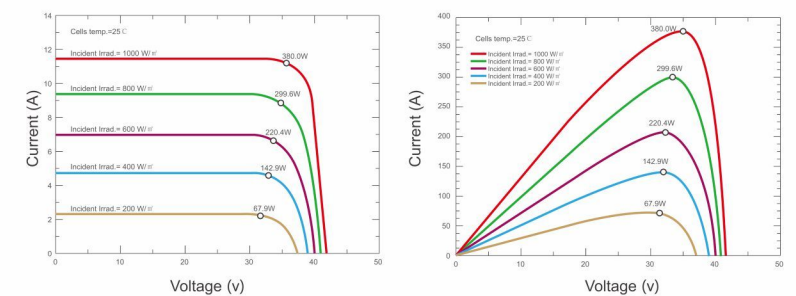 14
12
10
8
6
4
2
0
Current (A)
Cells temp.=25℃
Incident Irrad.= 1000 W/㎡
Incident Irrad.= 800 W/㎡
Incident Irrad.= 600 W/㎡
Incident Irrad.= 400 W/㎡
Incident Irrad.= 200 W/㎡
380.0W
299.6W
220.4W
142.9W
67.9W
0 10 20 30 40 50
Voltage (v)
400
350
300
250
200
150
100
50
0
Current (A)
Cells temp.=25℃
Incident Irrad.= 1000 W/㎡
Incident Irrad.= 800 W/㎡
Incident Irrad.= 600 W/㎡
Incident Irrad.= 400 W/㎡
Incident Irrad.= 200 W/㎡
380.0W
299.6W
220.4W
142.9W
67.9W
0 10 20 30 40 50
Voltage (v)